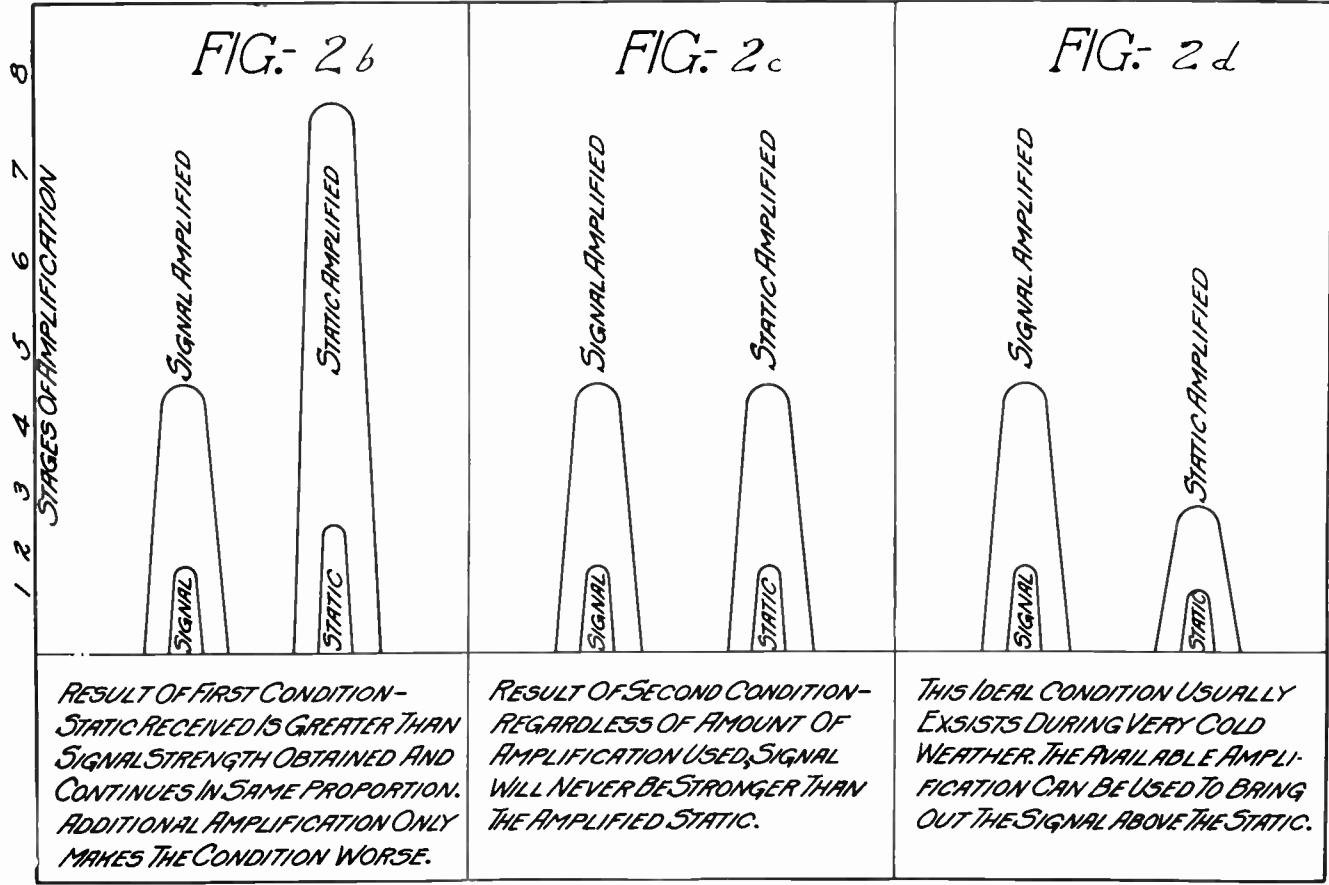 FIG:- 2b
FIG:- 2c
FIG:- 2d
STAGES OF AMPLIFICATION
1 2 3 4 5 6 7 8
SIGNAL AMPLIFIED
SIGNAL
STATIC AMPLIFIED
STATIC
SIGNAL AMPLIFIED
SIGNAL
STATIC AMPLIFIED
STATIC
SIGNAL AMPLIFIED
SIGNAL
STATIC AMPLIFIED
STATIC
RESULT OF FIRST CONDITION-
STATIC RECEIVED IS GREATER THAN
SIGNAL STRENGTH OBTAINED AND
CONTINUES IN SAME PROPORTION.
ADDITIONAL AMPLIFICATION ONLY
MAKES THE CONDITION WORSE.
RESULT OF SECOND CONDITION-
REGARDLESS OF AMOUNT OF
AMPLIFICATION USED, SIGNAL
WILL NEVER BE STRONGER THAN
THE AMPLIFIED STATIC.
THIS IDEAL CONDITION USUALLY
EXSISTS DURING VERY COLD
WEATHER. THE AVAILABLE AMPLI-
FICATION CAN BE USED TO BRING
OUT THE SIGNAL ABOVE THE STATIC.